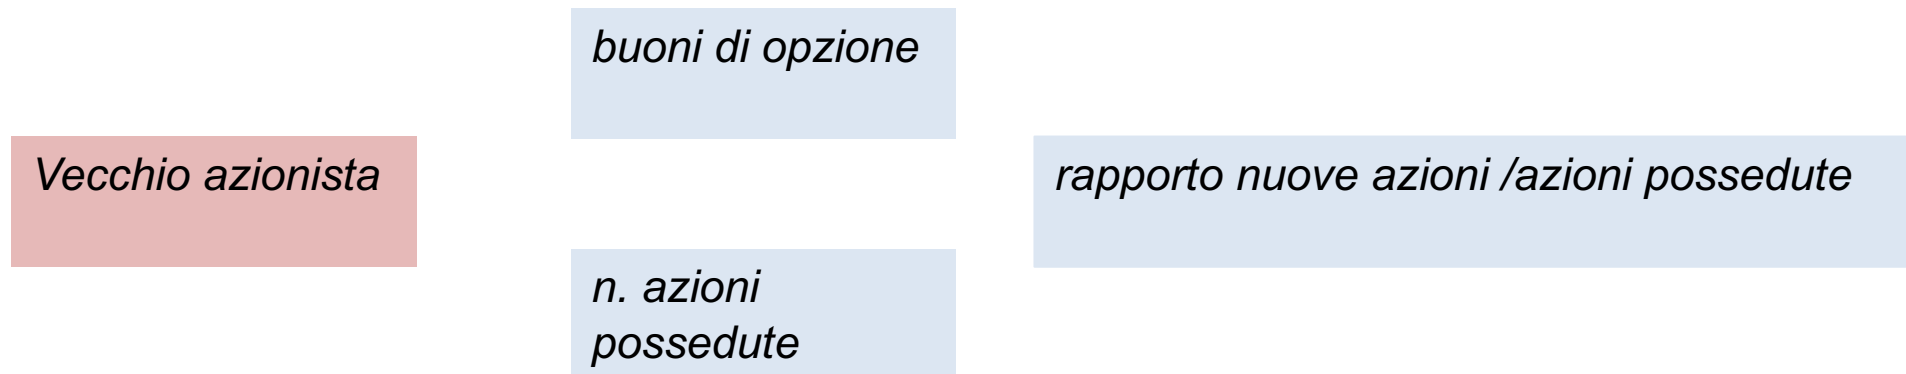 buoni di opzione
Vecchio azionista
rapporto nuove azioni /azioni possedute
n. azioni
possedute